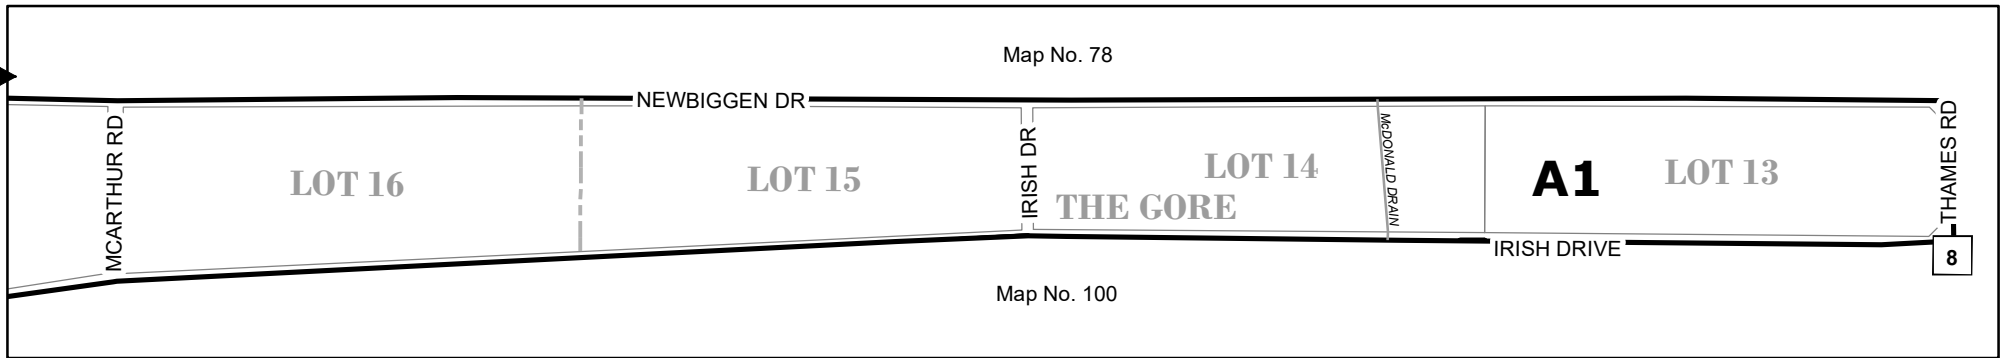 Map No. 78
NEWBIGGEN DR
MCARTHUR RD
LOT 16
LOT 15
IRISH DR
LOT 14
THE GORE
McDONALD DRAIN
A1
LOT 13
THAMES RD
IRISH DRIVE
8
Map No. 100